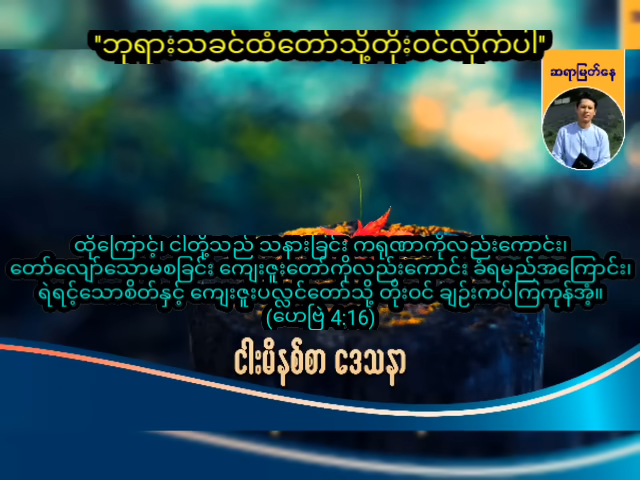 "ဘုရားသခင်ထံတော်သို့တိုးဝင်လိုက်ပါ"
ဆရာမြတ်နေ
ထိုကြောင့်၊ ငါတို့သည် သနားခြင်း ကရုဏာကိုလည်းကောင်း၊
တော်လျော်သောမစခြင်း ကျေးဇူးတော်ကိုလည်းကောင်း ခံရမည်အကြောင်း၊
ရဲရင့်သောစိတ်နှင့် ကျေးဇူးပလ္လင်တော်သို့ တိုးဝင် ချဉ်းကပ်ကြကုန်အံ့။
(ဟေဗြဲ 4:16)
ငါးမိနစ်စာ ဒေသနာ